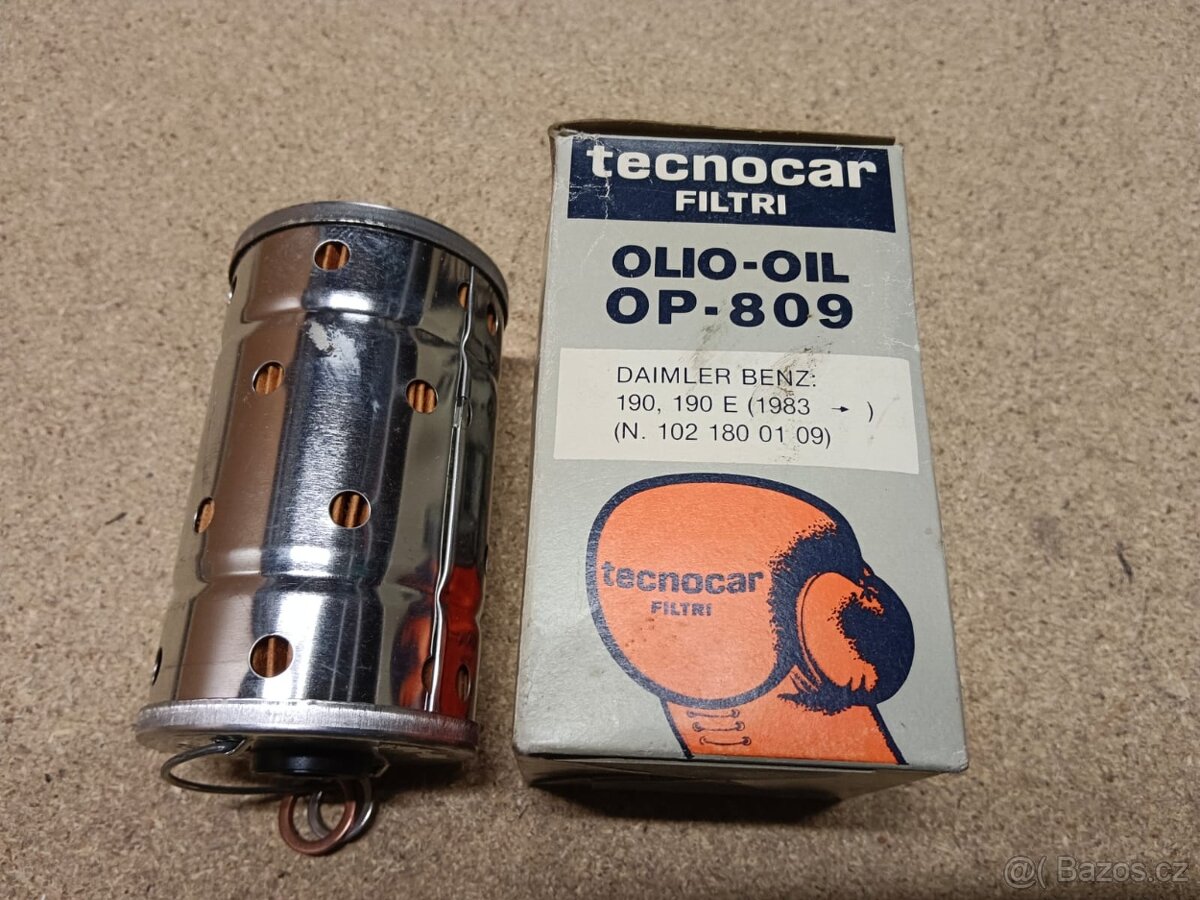 tecnocar
FILTRI
OLIO-OIL
OP-809
DAIMLER BENZ:
190, 190 E (1983 → )
(N. 102 180 01 09)
tecnocar
FILTRI
@( Bazos.cz